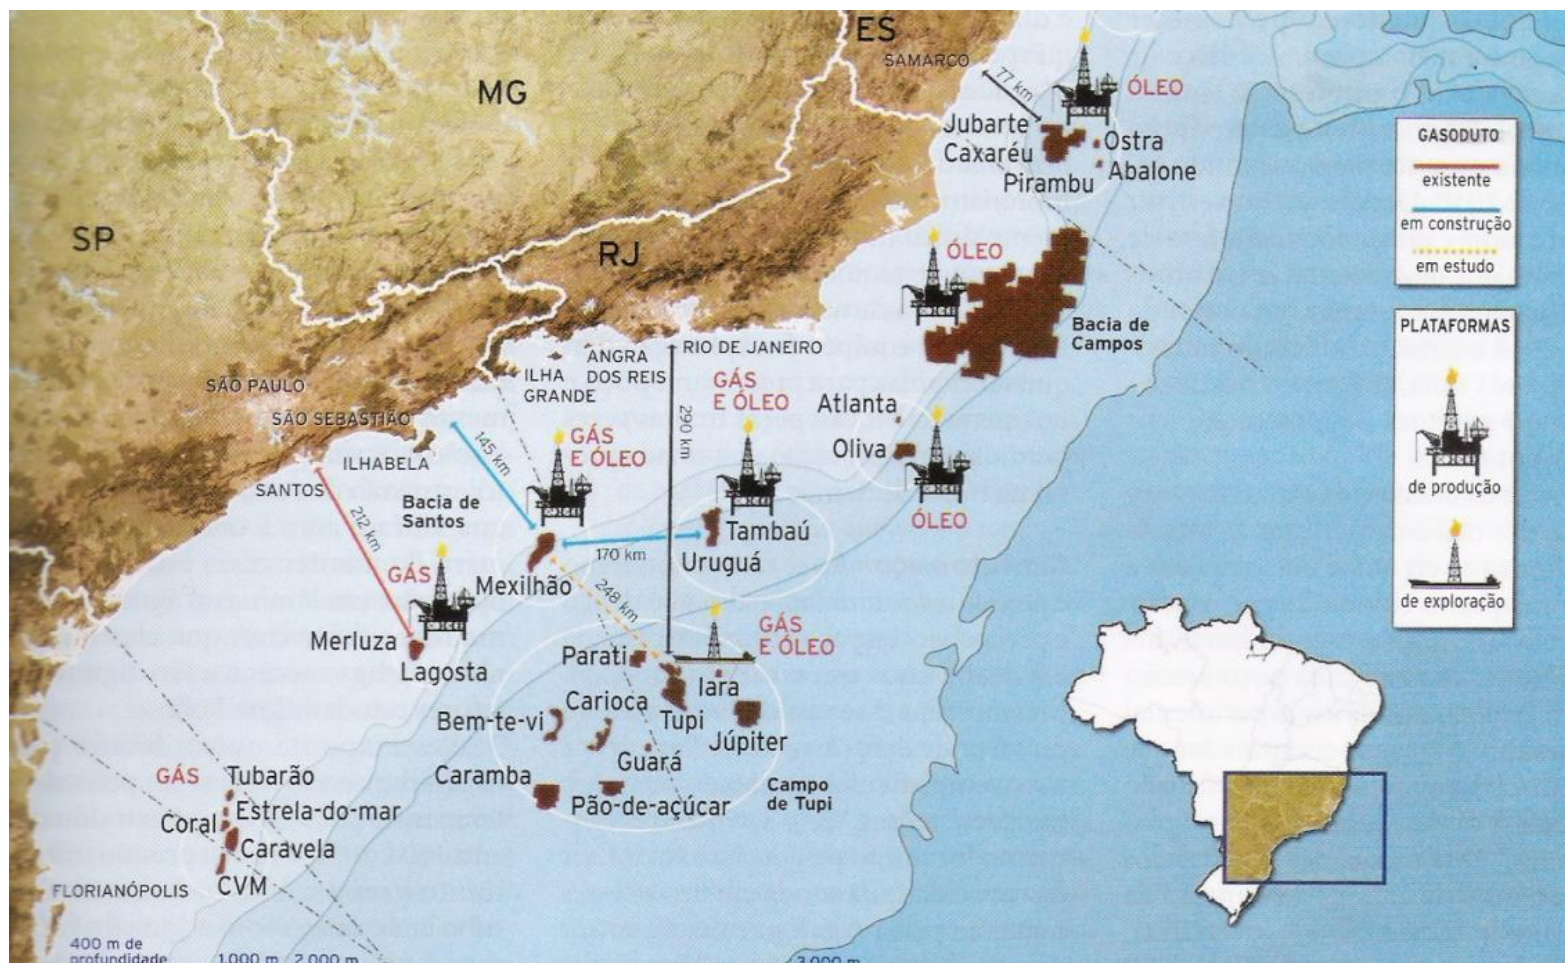 ES
SAMARCO
MG
77 km
ÓLEO
Jubarte
Caxaréu
Ostra
Abalone
Pirambu
GASODUTO
existente
em construção
em estudo
SP
RJ
ÓLEO
Bacia de
Campos
PLATAFORMAS
de produção
de exploração
RIO DE JANEIRO
ANGRA
DOS REIS
ILHA
GRANDE
SÃO PAULO
SÃO SEBASTIÃO
ILHABELA
SANTOS
GÁS
E ÓLEO
290 km
Atlanta
Oliva
ÓLEO
145 km
GÁS
E ÓLEO
Bacia de
Santos
212 km
Tambaú
170 km
Uruguá
Mexilhão
248 km
GÁS
Merluza
Lagosta
GÁS
E ÓLEO
Parati
Iara
Carioca
Tupi
Bem-te-vi
Júpiter
Guará
Caramba
Pão-de-açúcar
Campo
de Tupi
GÁS
Tubarão
Estrela-do-mar
Coral
Caravela
CVM
FLORIANÓPOLIS
400 m de
profundidade
1.000 m
2.000 m
3.000 m